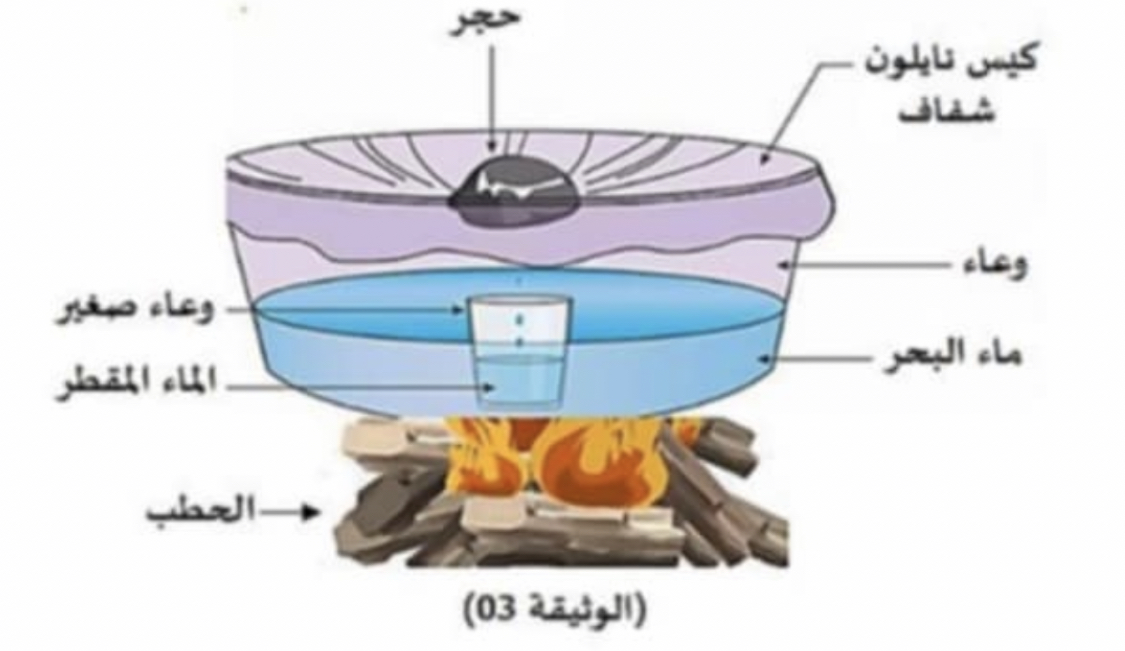 حجر
كيس نايلون
شفاف
وعاء
وعاء صغير
ماء البحر
الماء المقطر
الحطب
(الوثيقة 03)